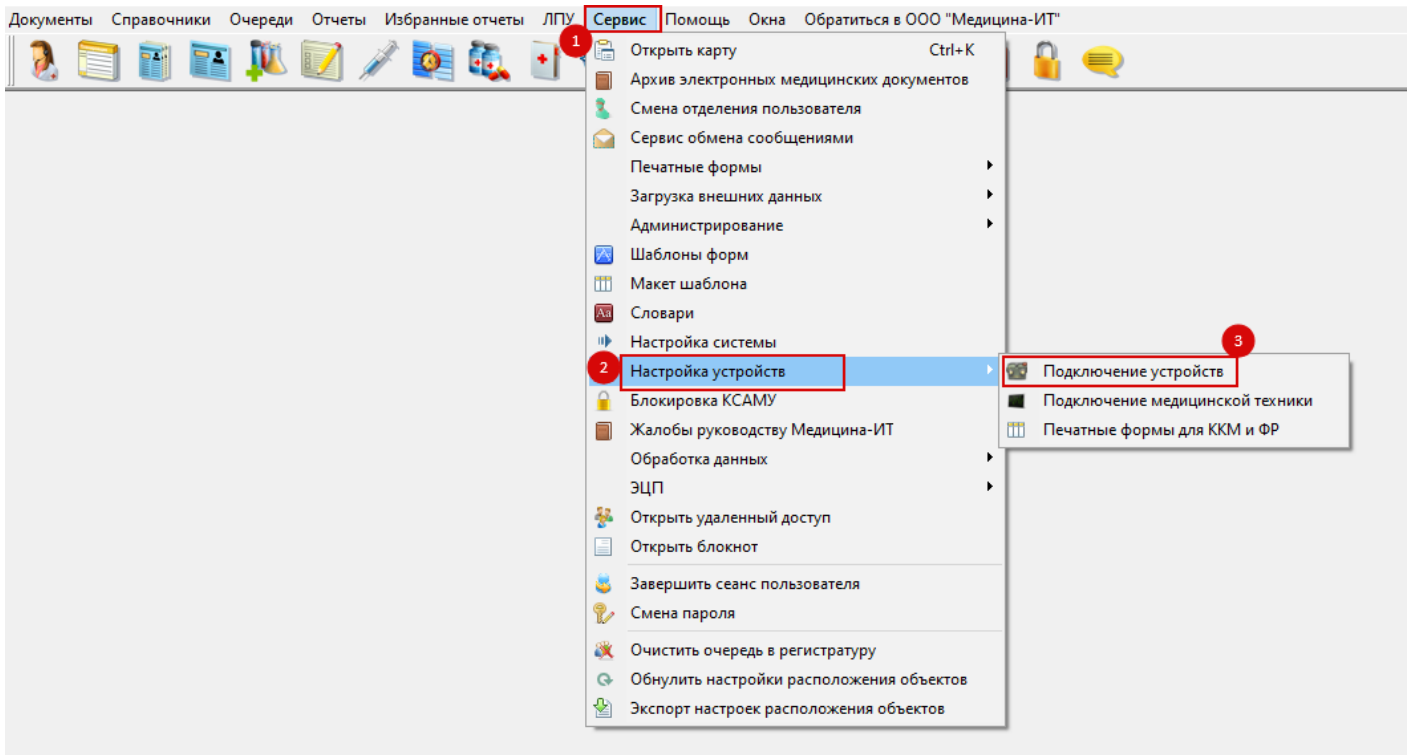 Документы Справочники Очереди Отчеты Избранные отчеты ЛПУ Сервис Помощь Окна Обратиться в ООО "Медицина-ИТ"
1
Открыть карту Ctrl+K
Архив электронных медицинских документов
Смена отделения пользователя
Сервис обмена сообщениями
Печатные формы
Загрузка внешних данных
Администрирование
Шаблоны форм
Макет шаблона
Aa Словари
Настройка системы
2 Настройка устройств
3
Подключение устройств
Блокировка КСАМУ
Подключение медицинской техники
Жалобы руководству Медицина-ИТ
Печатные формы для ККМ и ФР
Обработка данных
ЭЦП
Открыть удаленный доступ
Открыть блокнот
Завершить сеанс пользователя
Смена пароля
Очистить очередь в регистратуру
Обнулить настройки расположения объектов
Экспорт настроек расположения объектов